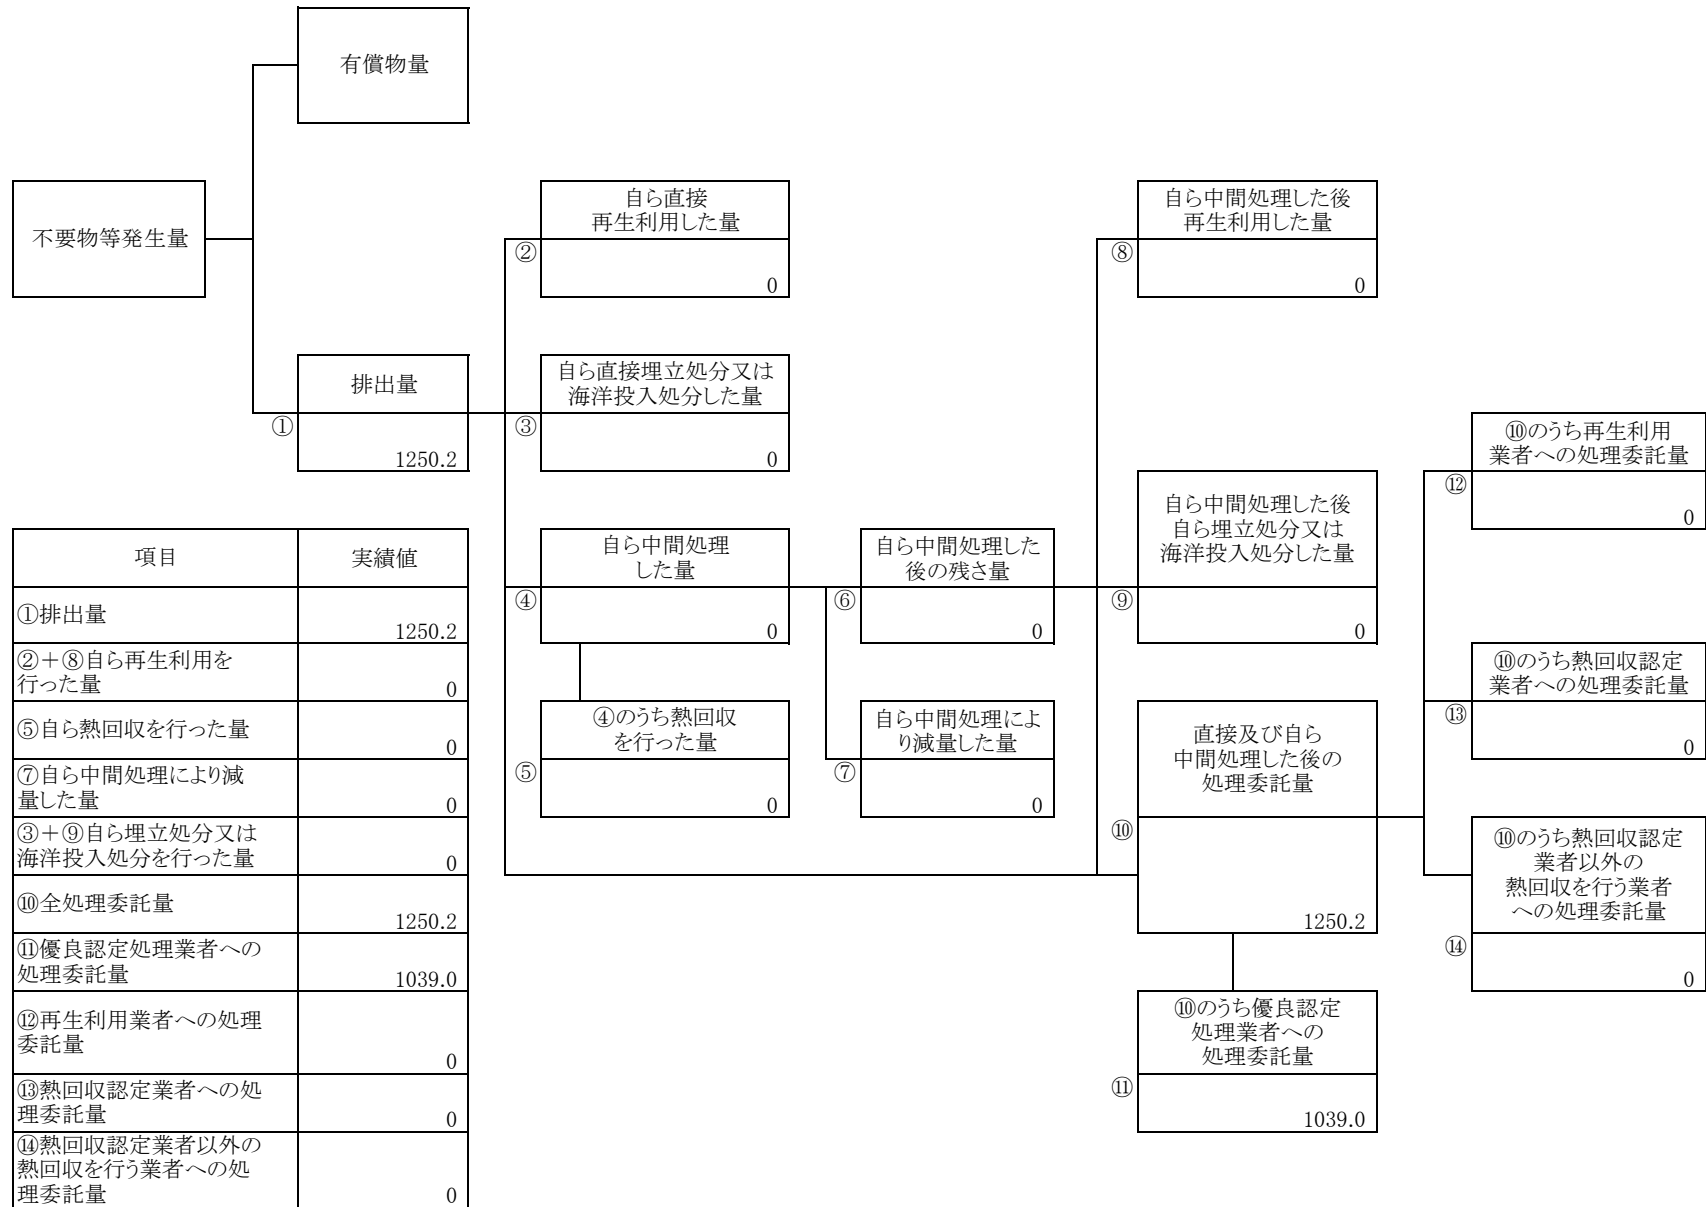 有償物量
不要物等発生量
排出量
①
1250.2
自ら直接
再生利用した量
②
0
自ら直接埋立処分又は
海洋投入処分した量
③
0
自ら中間処理
した量
④
0
④のうち熱回収
を行った量
⑤
0
自ら中間処理した
後の残さ量
⑥
0
自ら中間処理によ
り減量した量
⑦
0
自ら中間処理した後
再生利用した量
⑧
0
自ら中間処理した後
自ら埋立処分又は
海洋投入処分した量
⑨
0
直接及び自ら
中間処理した後の
処理委託量
⑩
1250.2
⑩のうち優良認定
処理業者への
処理委託量
⑪
1039.0
⑩のうち再生利用
業者への処理委託量
⑫
0
⑩のうち熱回収認定
業者への処理委託量
⑬
0
⑩のうち熱回収認定
業者以外の
熱回収を行う業者
への処理委託量
⑭
0
項目 実績値
①排出量
1250.2
②＋⑧自ら再生利用を
行った量 0
⑤自ら熱回収を行った量
0
⑦自ら中間処理により減
量した量 0
③＋⑨自ら埋立処分又は
海洋投入処分を行った量 0
⑩全処理委託量
1250.2
⑪優良認定処理業者への
処理委託量 1039.0
⑫再生利用業者への処理
委託量
0
⑬熱回収認定業者への処
理委託量 0
⑭熱回収認定業者以外の
熱回収を行う業者への処
理委託量 0